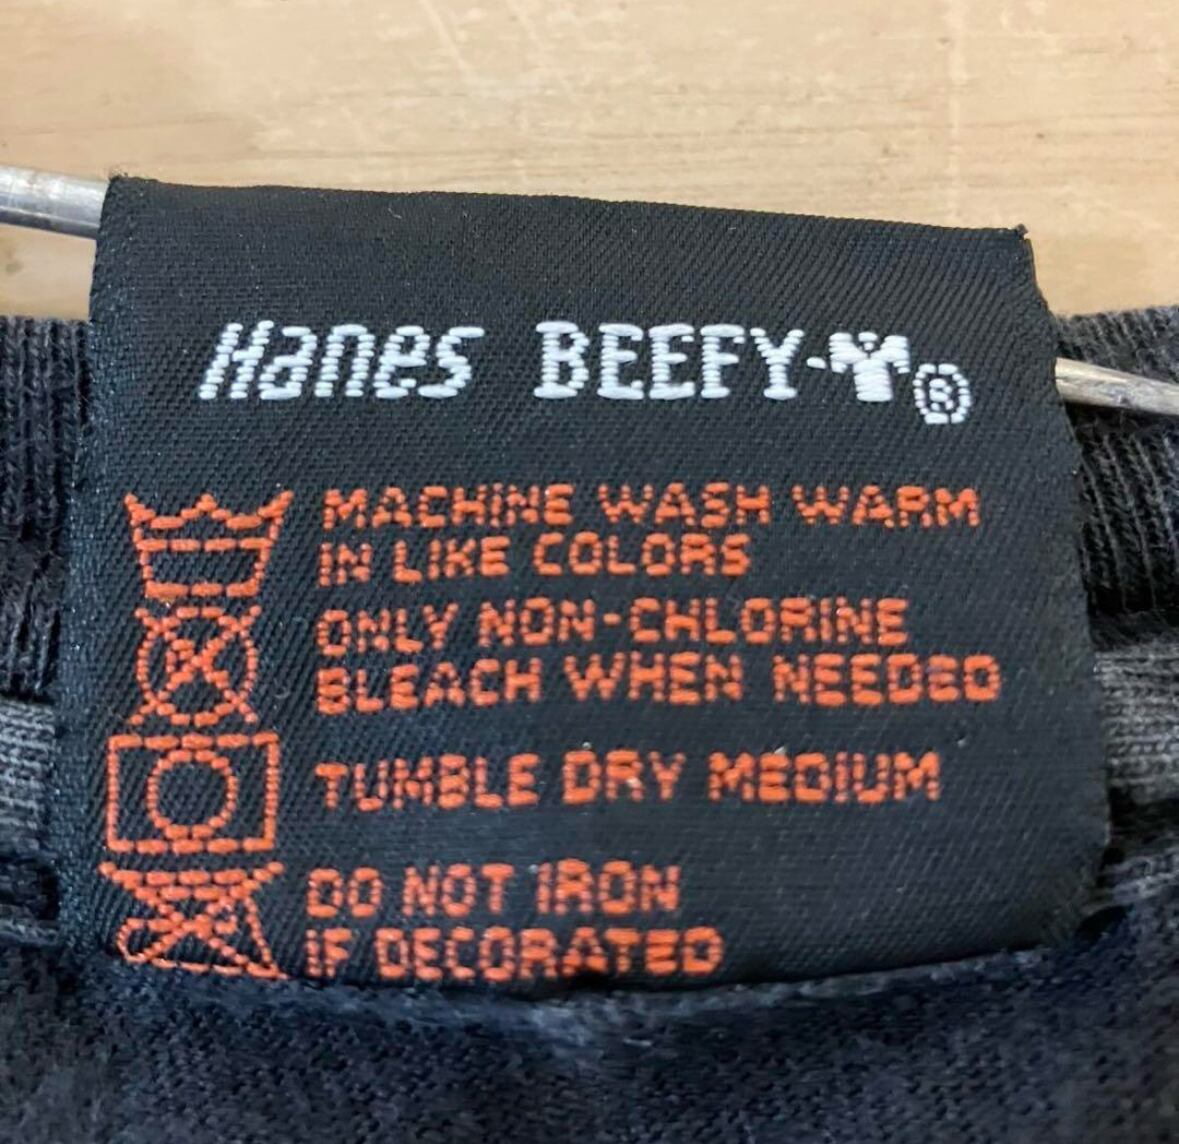 Hanes BEEFY-®
MACHINE WASH WARM
IN LIKE COLORS
ONLY NON-CHLORINE
BLEACH WHEN NEEDED
TUMBLE DRY MEDIUM
DO NOT IRON
IF DECORATED